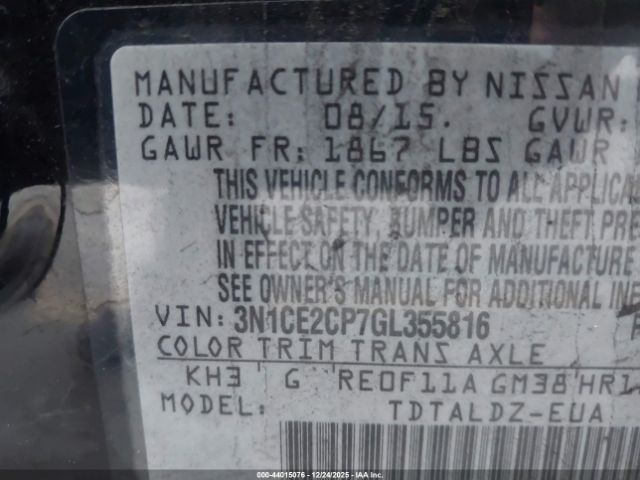 MANUFACTURED BY NISSAN
DATE: 08/15. GVWR:
GAWR FR: 1867 LBS GAWR
THIS VEHICLE CONFORMS TO ALL APPLICA
VEHICLE SAFETY, BUMPER AND THEFT PRE
IN EFFECT ON THE DATE OF MANUFACTURE
SEE OWNER'S MANUAL FOR ADDITIONAL IN
VIN: 3N1CE2CP7GL355816
COLOR TRIM TRANS AXLE
KH3 G RE0F11A GM38 HR1
MODEL: TDTALDZ-EUA
000-44015076 - 12/24/2025 - IAA Inc.